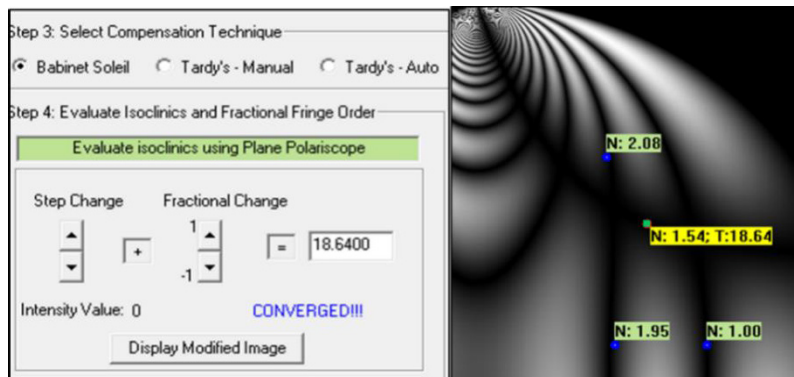 Step 3: Select Compensation Technique
Babinet Soleil Tardy's - Manual Tardy's - Auto
Step 4: Evaluate Isoclinics and Fractional Fringe Order
Evaluate isoclinics using Plane Polariscope
Step Change Fractional Change
1
+ = 18.6400
-1
Intensity Value: 0 CONVERGED!!!
Display Modified Image
N: 2.08
N: 1.54; T:18.64
N: 1.95 N: 1.00